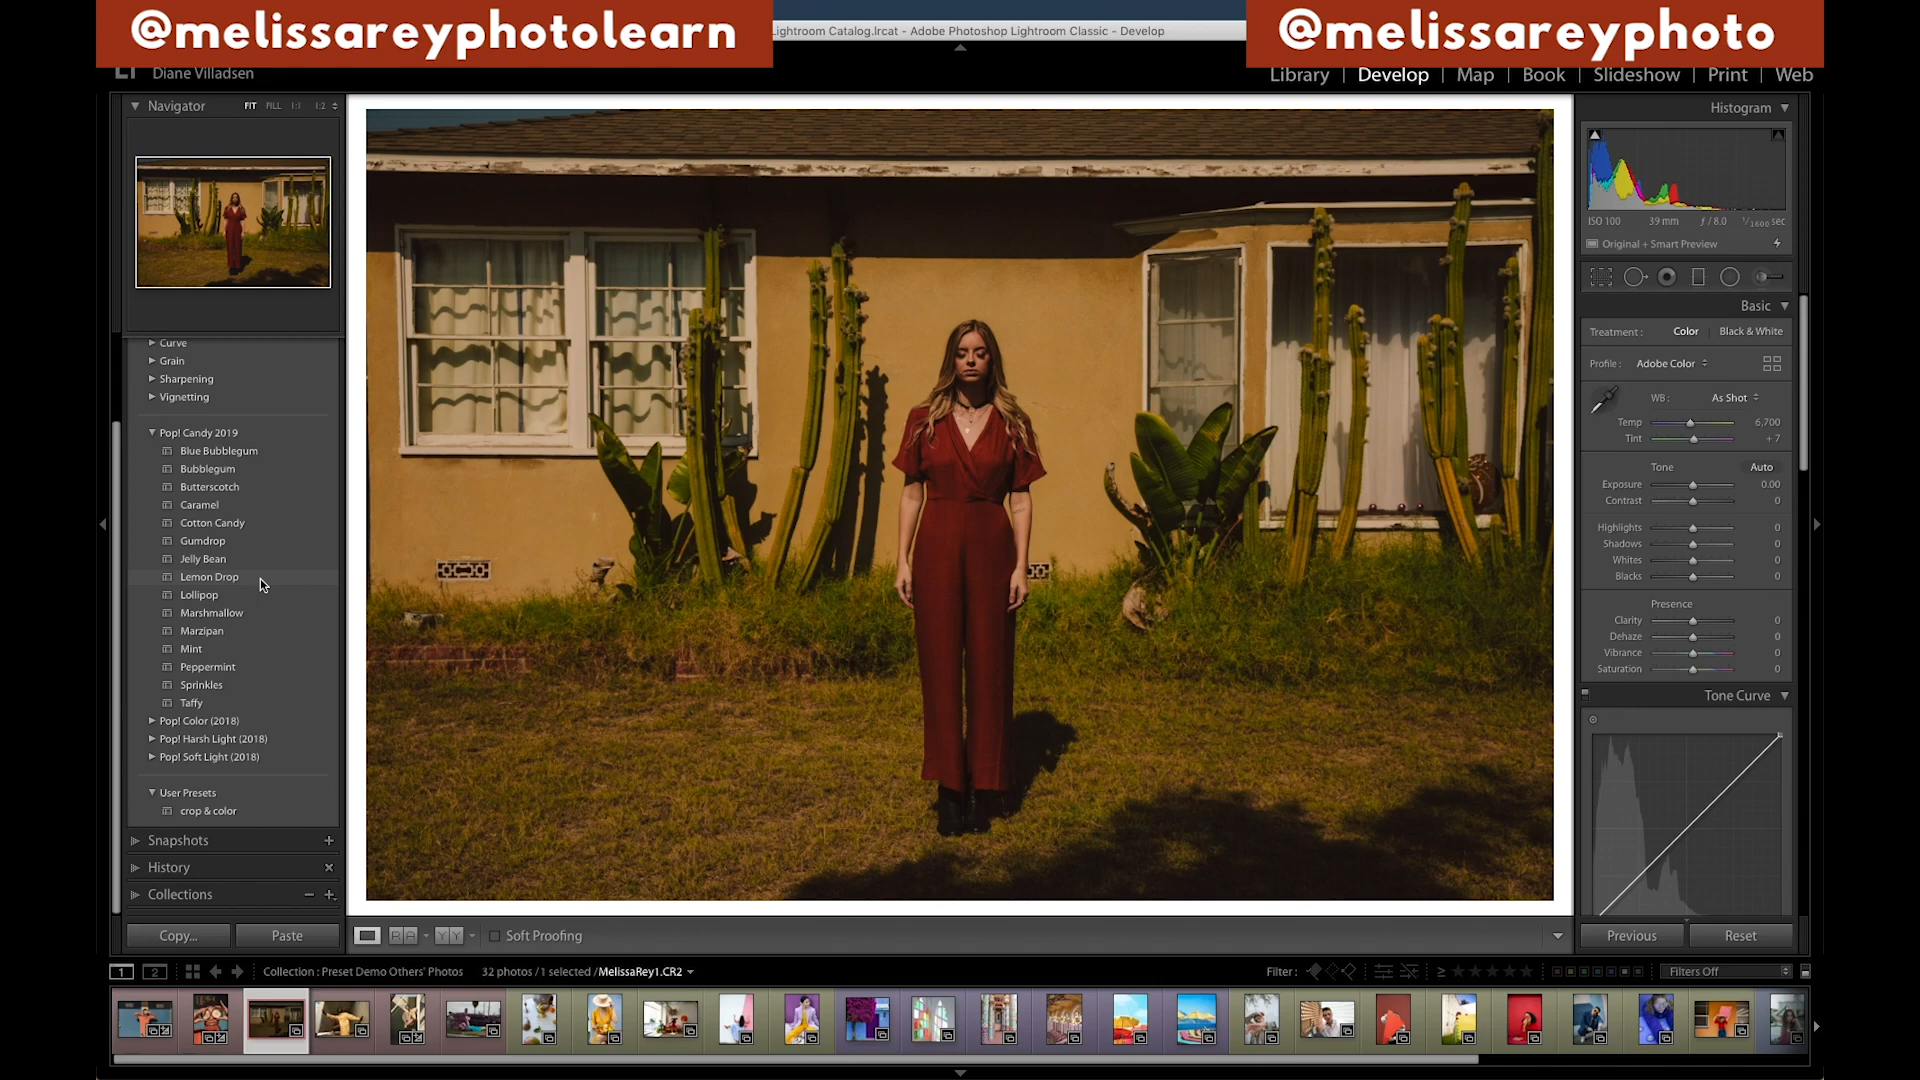 @melissareyphotolearn
Lightroom Catalog.lrcat - Adobe Photoshop Lightroom Classic - Develop
@melissareyphoto
Diane Villadsen
Library | Develop | Map | Book | Slideshow | Print | Web
Navigator FIT FILL 1:1 1:2
Curve
Grain
Sharpening
Vignetting
Pop! Candy 2019
Blue Bubblegum
Bubblegum
Butterscotch
Caramel
Cotton Candy
Gumdrop
Jelly Bean
Lemon Drop
Lollipop
Marshmallow
Marzipan
Mint
Peppermint
Sprinkles
Taffy
Pop! Color (2018)
Pop! Harsh Light (2018)
Pop! Soft Light (2018)
User Presets
crop & color
Snapshots +
History ×
Collections − +
Copy... Paste
Soft Proofing
Histogram
ISO 100 39 mm ƒ / 8.0 1/1600 sec
Original + Smart Preview
Basic
Treatment : Color | Black & White
Profile : Adobe Color
WB : As Shot
Temp 6,700
Tint + 7
Tone Auto
Exposure 0.00
Contrast 0
Highlights 0
Shadows 0
Whites 0
Blacks 0
Presence
Clarity 0
Dehaze 0
Vibrance 0
Saturation 0
Tone Curve
Previous Reset
1 2 Collection : Preset Demo Others' Photos 32 photos / 1 selected / MelissaRey1.CR2
Filter : ≥ Filters Off